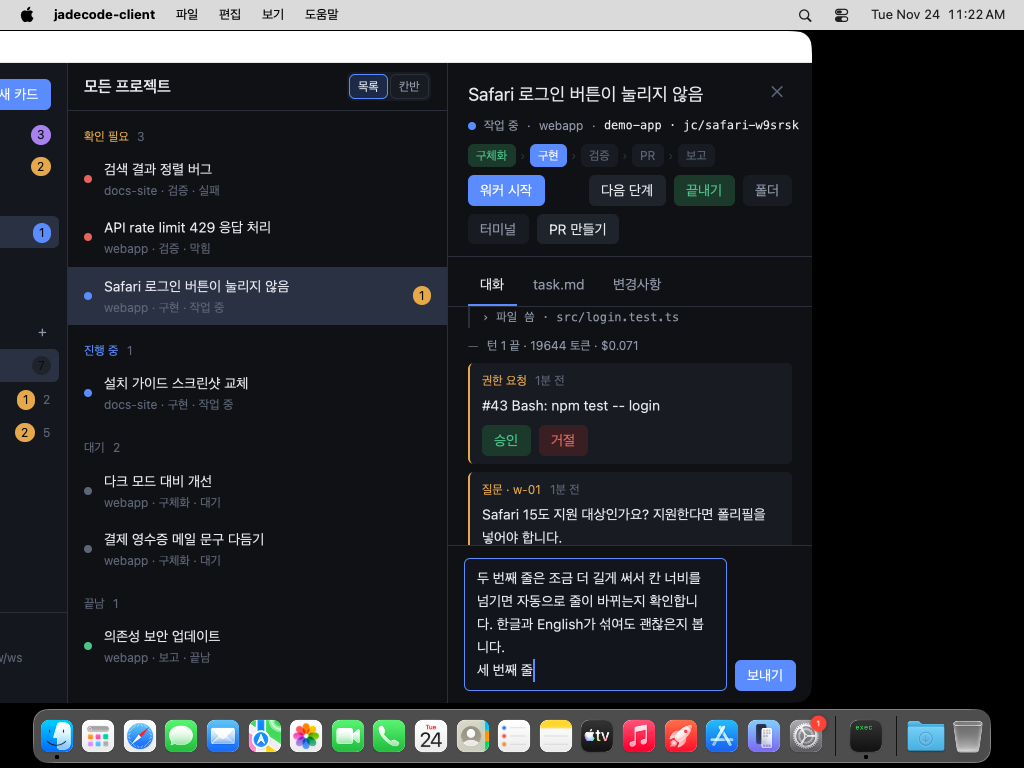 jadecode-client 파일 편집 보기 도움말 Tue Nov 24 11:22 AM
새 카드
3
2
1
+
7
1 2
2 5
w/ws
모든 프로젝트 목록 칸반
확인 필요 3
검색 결과 정렬 버그
docs-site · 검증 · 실패
API rate limit 429 응답 처리
webapp · 검증 · 막힘
Safari 로그인 버튼이 눌리지 않음
webapp · 구현 · 작업 중
1
진행 중 1
설치 가이드 스크린샷 교체
docs-site · 구현 · 작업 중
대기 2
다크 모드 대비 개선
webapp · 구체화 · 대기
결제 영수증 메일 문구 다듬기
webapp · 구체화 · 대기
끝남 1
의존성 보안 업데이트
webapp · 보고 · 끝남
Safari 로그인 버튼이 눌리지 않음
작업 중 · webapp · demo-app · jc/safari-w9srsk
구체화 › 구현 › 검증 › PR › 보고
워커 시작 다음 단계 끝내기 폴더
터미널 PR 만들기
대화 task.md 변경사항
› 파일 씀 · src/login.test.ts
— 턴 1 끝 · 19644 토큰 · $0.071
권한 요청 1분 전
#43 Bash: npm test -- login
승인 거절
질문 · w-01 1분 전
Safari 15도 지원 대상인가요? 지원한다면 폴리필을
넣어야 합니다.
두 번째 줄은 조금 더 길게 써서 칸 너비를
넘기면 자동으로 줄이 바뀌는지 확인합니
다. 한글과 English가 섞여도 괜찮은지 봅
니다.
세 번째 줄
보내기
Tue
24
tv
1
exec